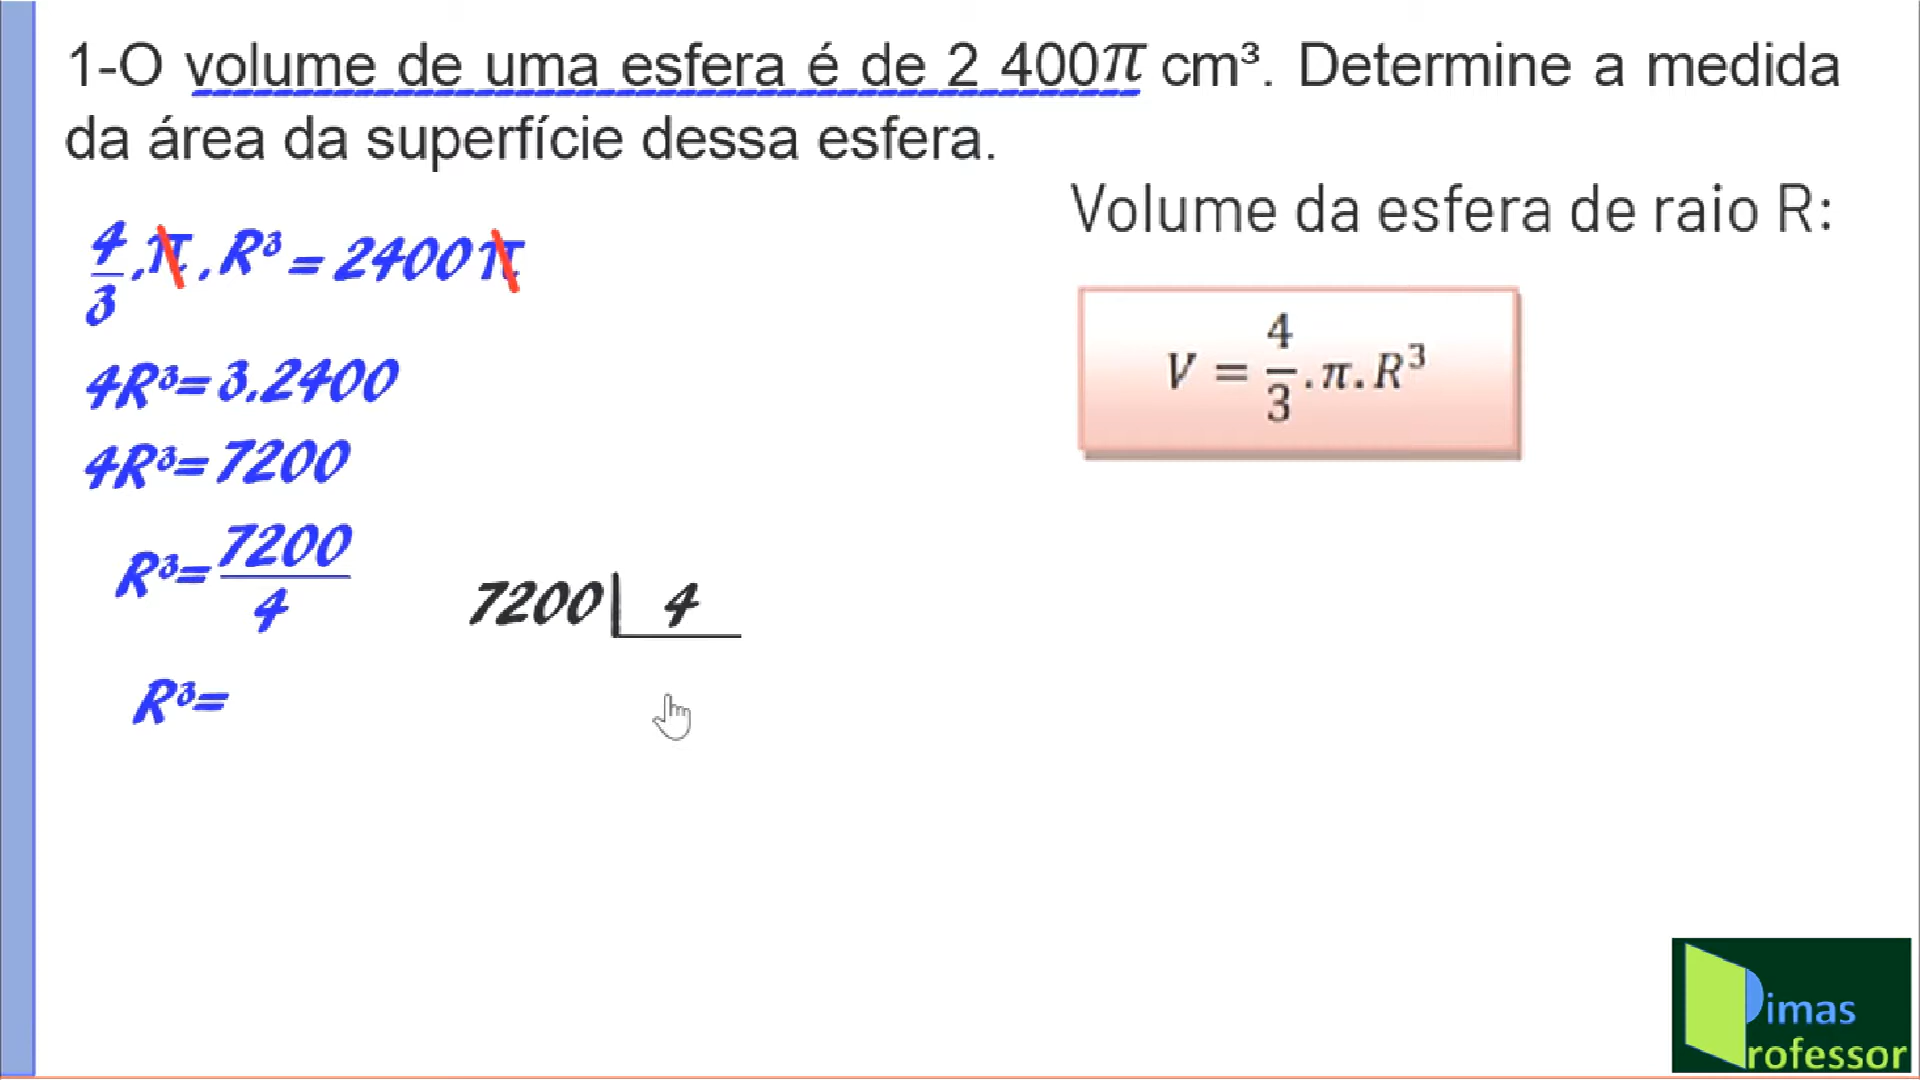 1-O volume de uma esfera é de 2 400π cm³. Determine a medida
da área da superfície dessa esfera.
Volume da esfera de raio R:
V = 4/3 .π.R³
4/3 .π.R³ = 2400π
4R³= 3.2400
4R³= 7200
R³= 7200/4
7200 4
R³=
Dimas
Professor